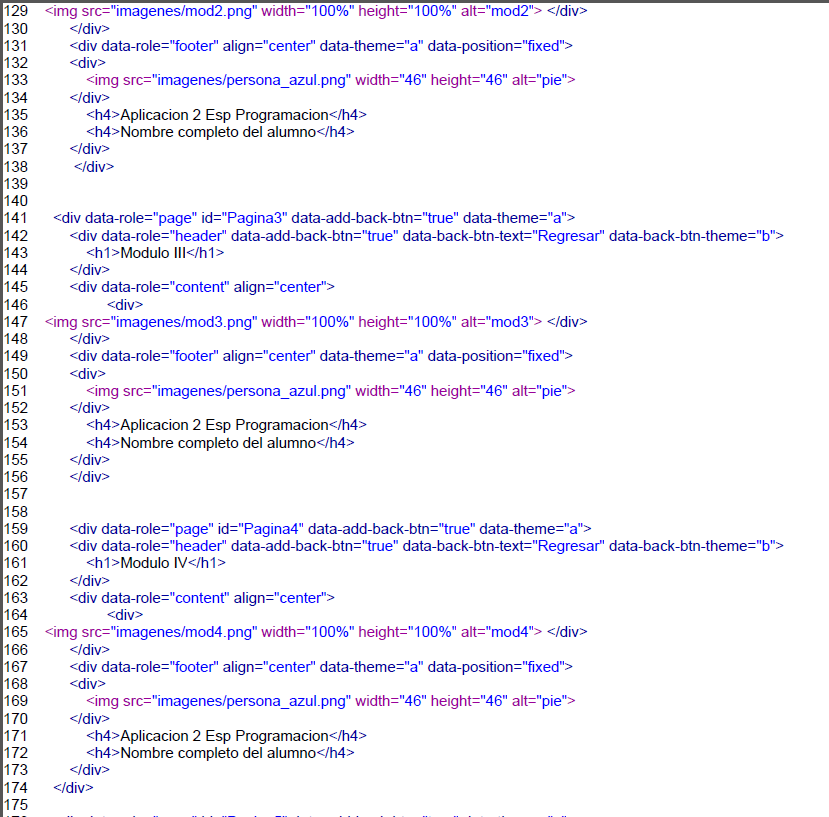 129 <img src="imagenes/mod2.png" width="100%" height="100%" alt="mod2"> </div>
130 </div>
131 <div data-role="footer" align="center" data-theme="a" data-position="fixed">
132 <div>
133 <img src="imagenes/persona_azul.png" width="46" height="46" alt="pie">
134 </div>
135 <h4>Aplicacion 2 Esp Programacion</h4>
136 <h4>Nombre completo del alumno</h4>
137 </div>
138 </div>
139
140
141 <div data-role="page" id="Pagina3" data-add-back-btn="true" data-theme="a">
142 <div data-role="header" data-add-back-btn="true" data-back-btn-text="Regresar" data-back-btn-theme="b">
143 <h1>Modulo III</h1>
144 </div>
145 <div data-role="content" align="center">
146 <div>
147 <img src="imagenes/mod3.png" width="100%" height="100%" alt="mod3"> </div>
148 </div>
149 <div data-role="footer" align="center" data-theme="a" data-position="fixed">
150 <div>
151 <img src="imagenes/persona_azul.png" width="46" height="46" alt="pie">
152 </div>
153 <h4>Aplicacion 2 Esp Programacion</h4>
154 <h4>Nombre completo del alumno</h4>
155 </div>
156 </div>
157
158
159 <div data-role="page" id="Pagina4" data-add-back-btn="true" data-theme="a">
160 <div data-role="header" data-add-back-btn="true" data-back-btn-text="Regresar" data-back-btn-theme="b">
161 <h1>Modulo IV</h1>
162 </div>
163 <div data-role="content" align="center">
164 <div>
165 <img src="imagenes/mod4.png" width="100%" height="100%" alt="mod4"> </div>
166 </div>
167 <div data-role="footer" align="center" data-theme="a" data-position="fixed">
168 <div>
169 <img src="imagenes/persona_azul.png" width="46" height="46" alt="pie">
170 </div>
171 <h4>Aplicacion 2 Esp Programacion</h4>
172 <h4>Nombre completo del alumno</h4>
173 </div>
174 </div>
175